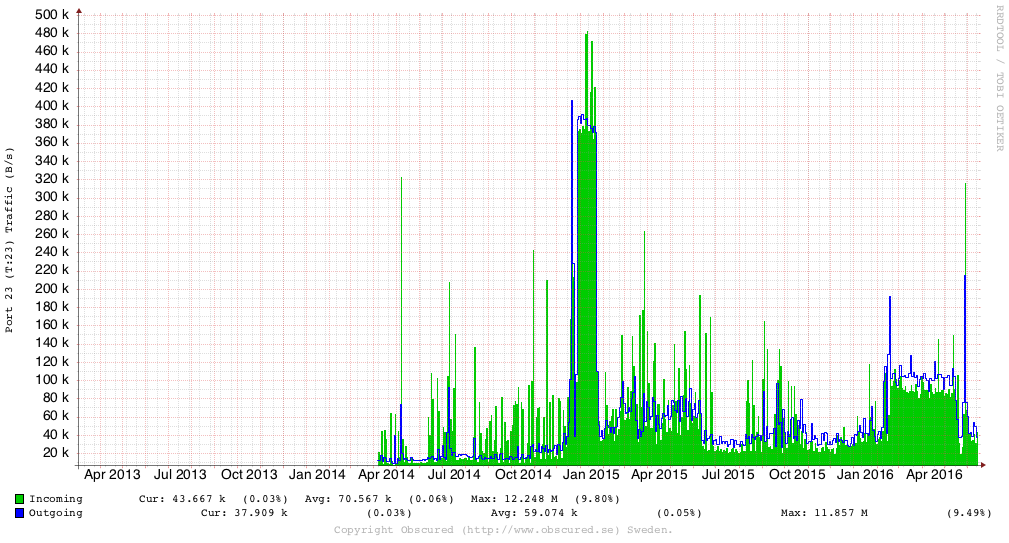 RRDTOOL / TOBI OETIKER
Port 23 (T:23) Traffic (B/s)
500 k
480 k
460 k
440 k
420 k
400 k
380 k
360 k
340 k
320 k
300 k
280 k
260 k
240 k
220 k
200 k
180 k
160 k
140 k
120 k
100 k
80 k
60 k
40 k
20 k
Apr 2013 Jul 2013 Oct 2013 Jan 2014 Apr 2014 Jul 2014 Oct 2014 Jan 2015 Apr 2015 Jul 2015 Oct 2015 Jan 2016 Apr 2016
Incoming Cur: 43.667 k (0.03%) Avg: 70.567 k (0.06%) Max: 12.248 M (9.80%)
Outgoing Cur: 37.909 k (0.03%) Avg: 59.074 k (0.05%) Max: 11.857 M (9.49%)
Copyright Obscured (http://www.obscured.se) Sweden.